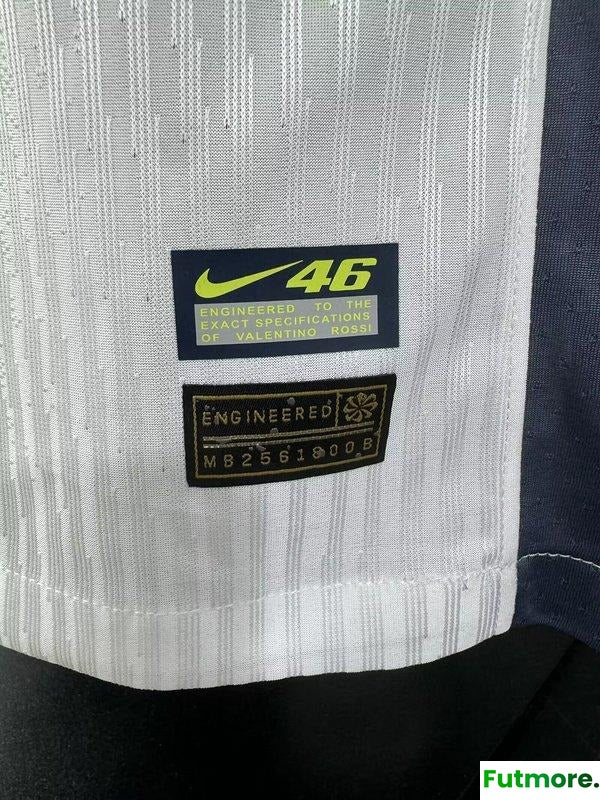 46
ENGINEERED TO THE
EXACT SPECIFICATIONS
OF VALENTINO ROSSI
ENGINEERED
MB2561800B
Futmore.